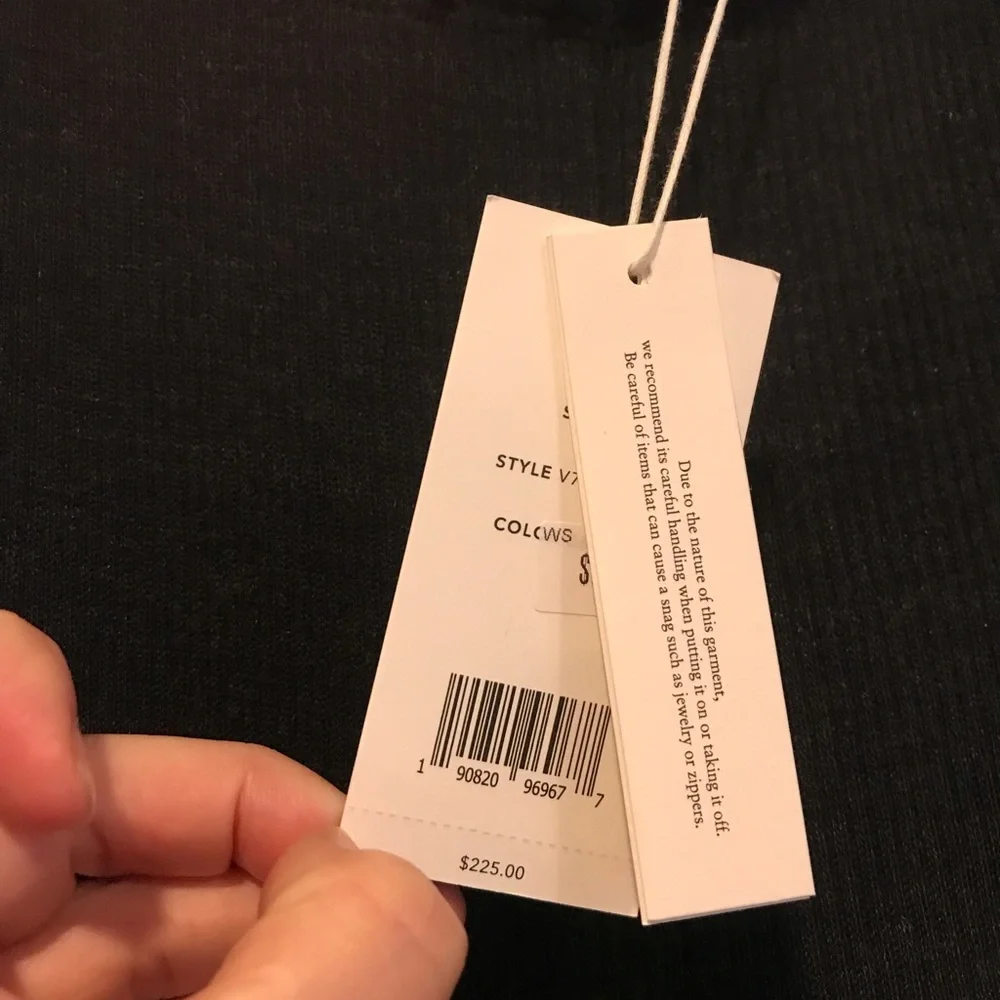 STYLE V7
COL WS
$
1 90820 96967 7
$225.00
Due to the nature of this garment,
we recommend its careful handling when putting it on or taking it off.
Be careful of items that can cause a snag such as jewelry or zippers.